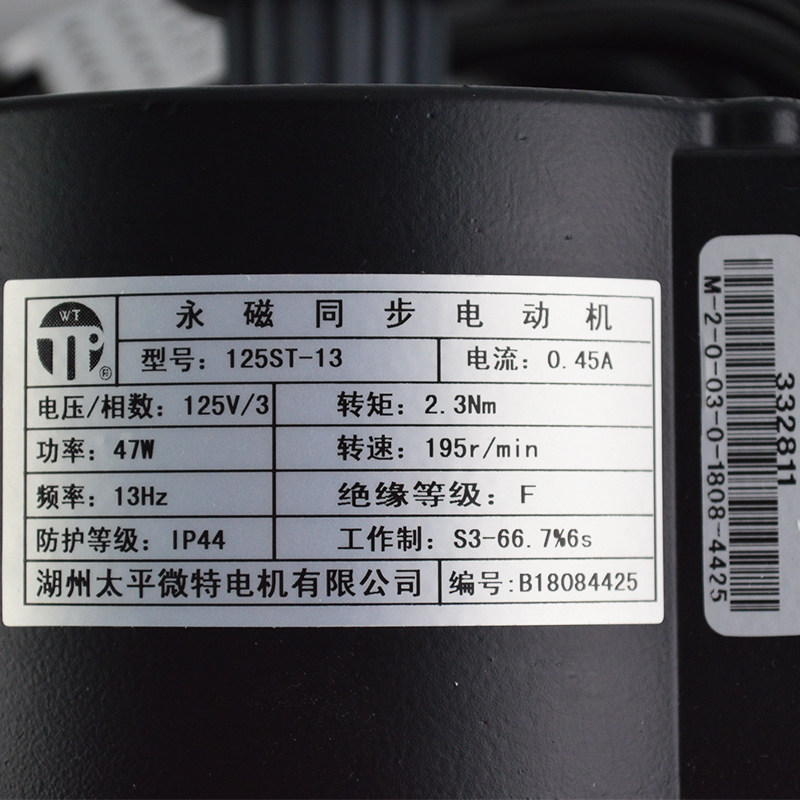 WT
永磁同步电动机
型号: 125ST-13 电流: 0.45A
电压/相数: 125V/3 转矩: 2.3Nm
功率: 47W 转速: 195r/min
频率: 13Hz 绝缘等级: F
防护等级: IP44 工作制: S3-66.7%6s
湖州太平微特电机有限公司 编号:B18084425
332811
M-2-0-03-0-1808-4425